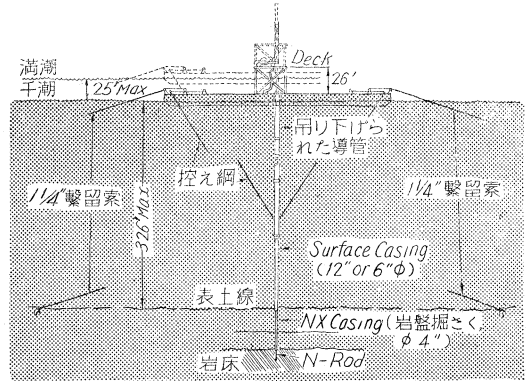 Deck
満潮
干潮
25'Max
26'
吊り下げら
れた導管
控え綱
1 1/4"繫留索
1 1/4"繫留索
326'Max
Surface Casing
(12" or 6"φ)
表土線
NX Casing (岩盤掘さく,
φ 4")
岩床
N-Rod